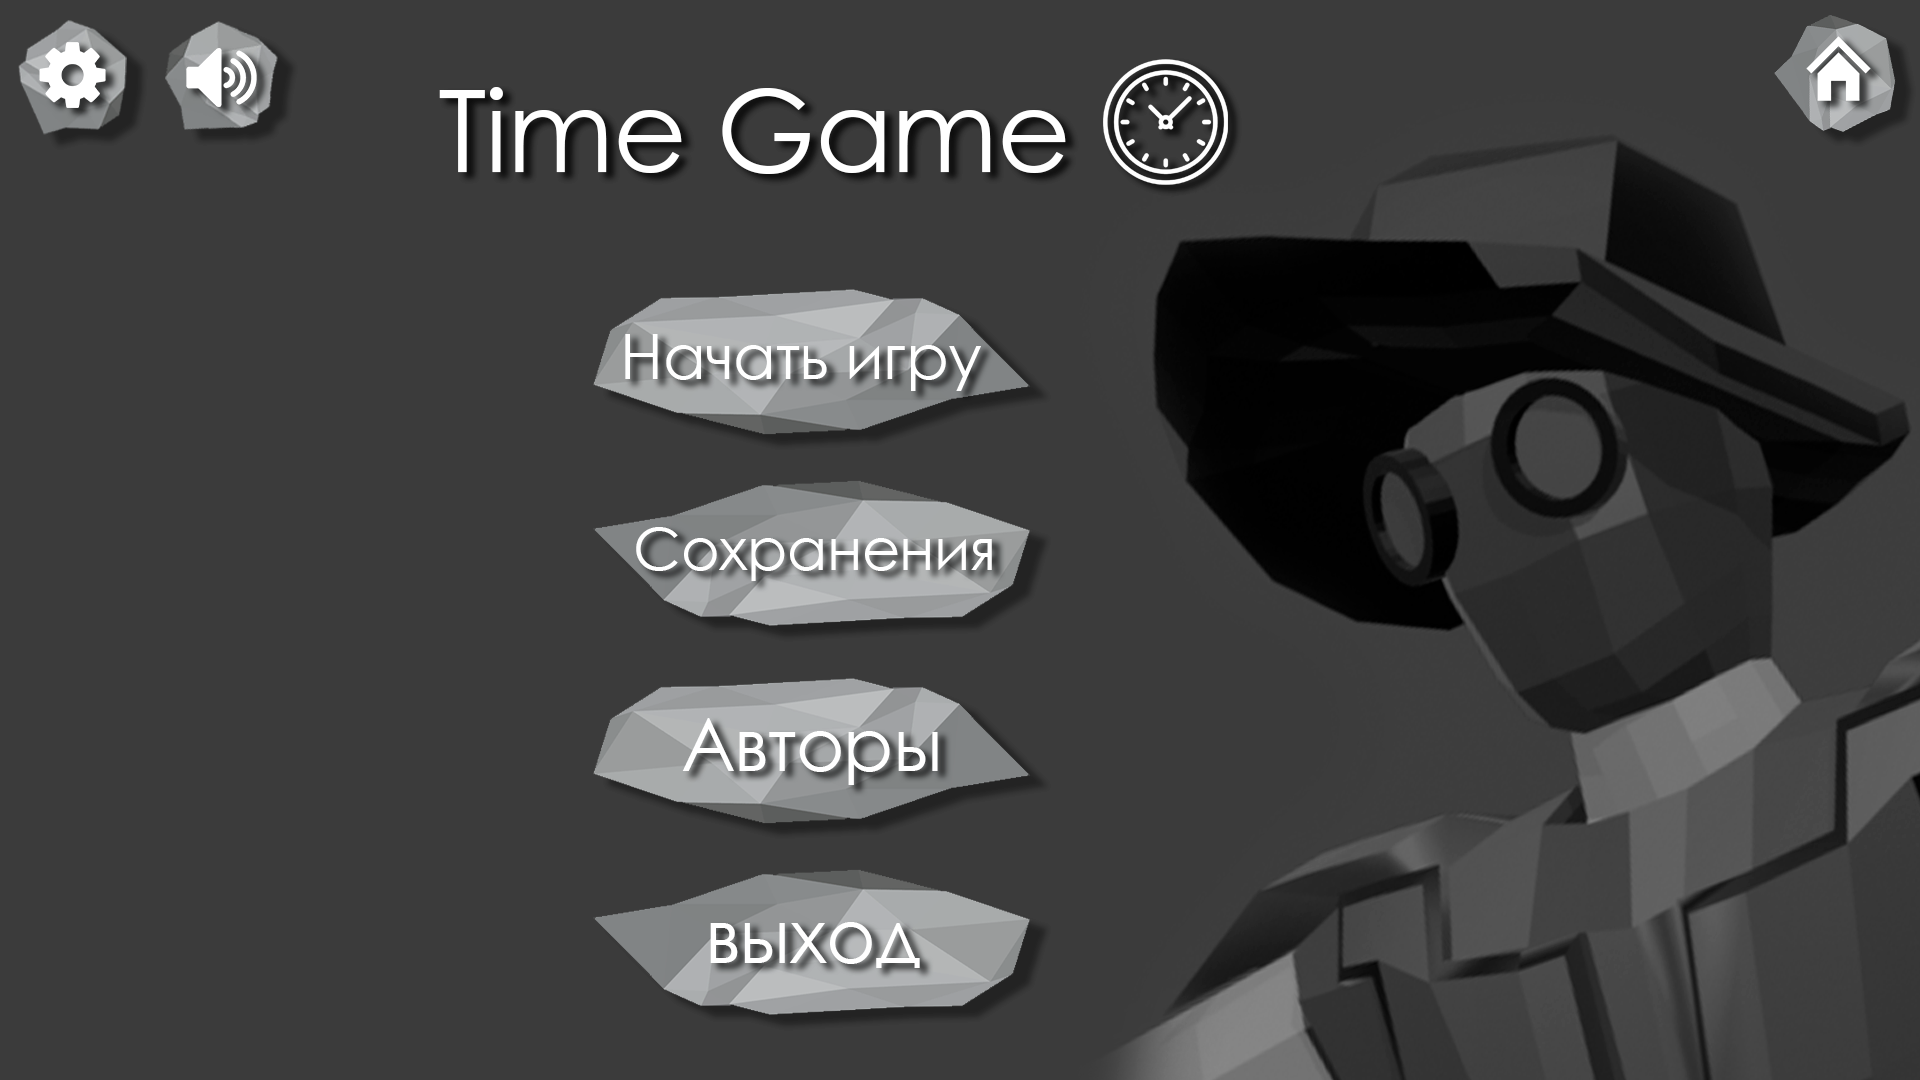 Time Game
Начать игру
Сохранения
Авторы
выход